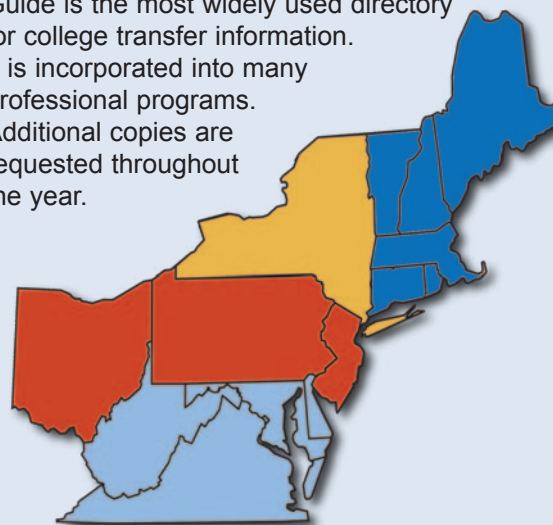 Guide is the most widely used directory
or college transfer information.
is incorporated into many
rofessional programs.
Additional copies are
equested throughout
he year.